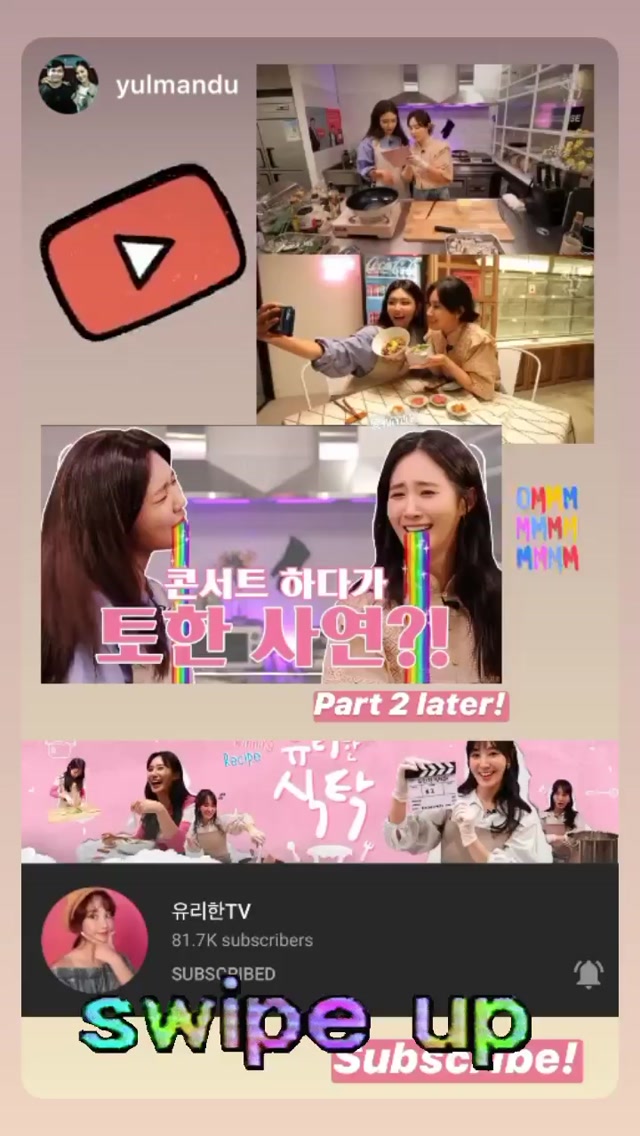 yulmandu
콘서트 하다가
토한 사연?!
OMMM
MMMM
MMMM
Part 2 later!
Recipe
유리한
식탁
유리한TV
81.7K subscribers
SUBSCRIBED
swipe up
Subscribe!